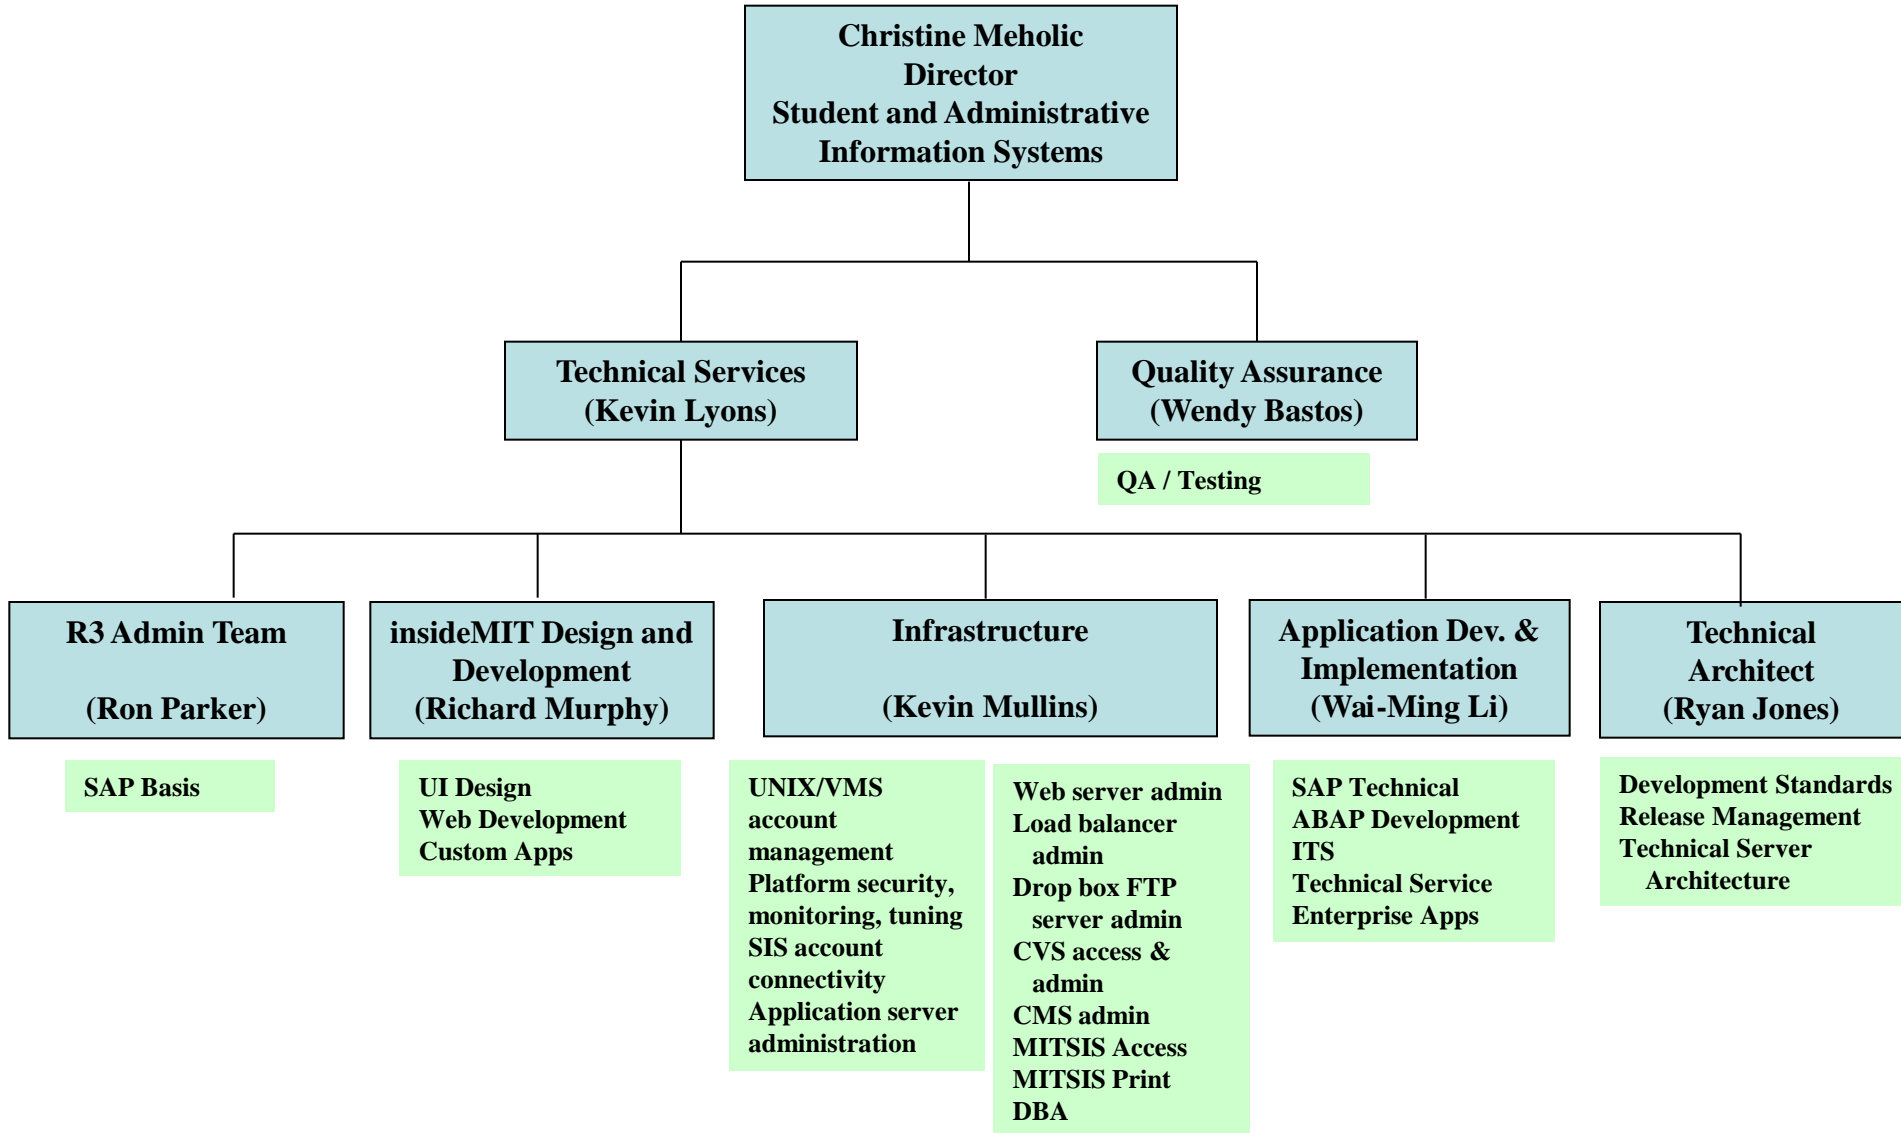 Christine Meholic
Director
Student and Administrative
Information Systems
Technical Services
(Kevin Lyons)
Quality Assurance
(Wendy Bastos)
QA / Testing
R3 Admin Team
(Ron Parker)
insideMIT Design and
Development
(Richard Murphy)
Infrastructure
(Kevin Mullins)
Application Dev. &
Implementation
(Wai-Ming Li)
Technical
Architect
(Ryan Jones)
SAP Basis
UI Design
Web Development
Custom Apps
UNIX/VMS
account
management
Platform security,
monitoring, tuning
SIS account
connectivity
Application server
administration
Web server admin
Load balancer
admin
Drop box FTP
server admin
CVS access &
admin
CMS admin
MITSIS Access
MITSIS Print
DBA
SAP Technical
ABAP Development
ITS
Technical Service
Enterprise Apps
Development Standards
Release Management
Technical Server
Architecture